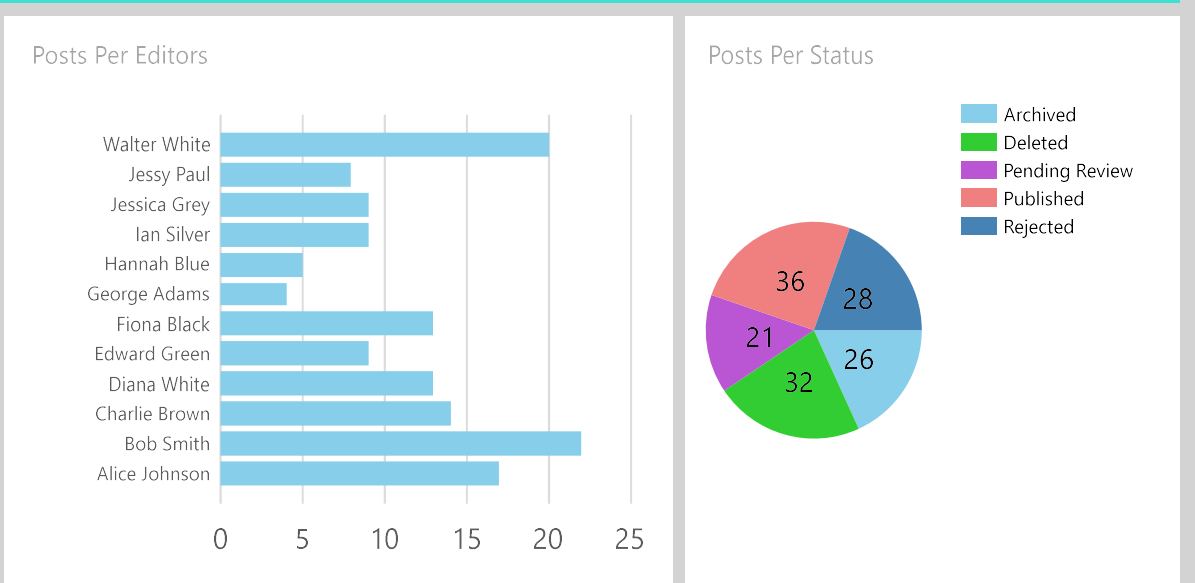 Posts Per Editors
Walter White
Jessy Paul
Jessica Grey
Ian Silver
Hannah Blue
George Adams
Fiona Black
Edward Green
Diana White
Charlie Brown
Bob Smith
Alice Johnson
0 5 10 15 20 25
Posts Per Status
Archived
Deleted
Pending Review
Published
Rejected
36
28
21
26
32